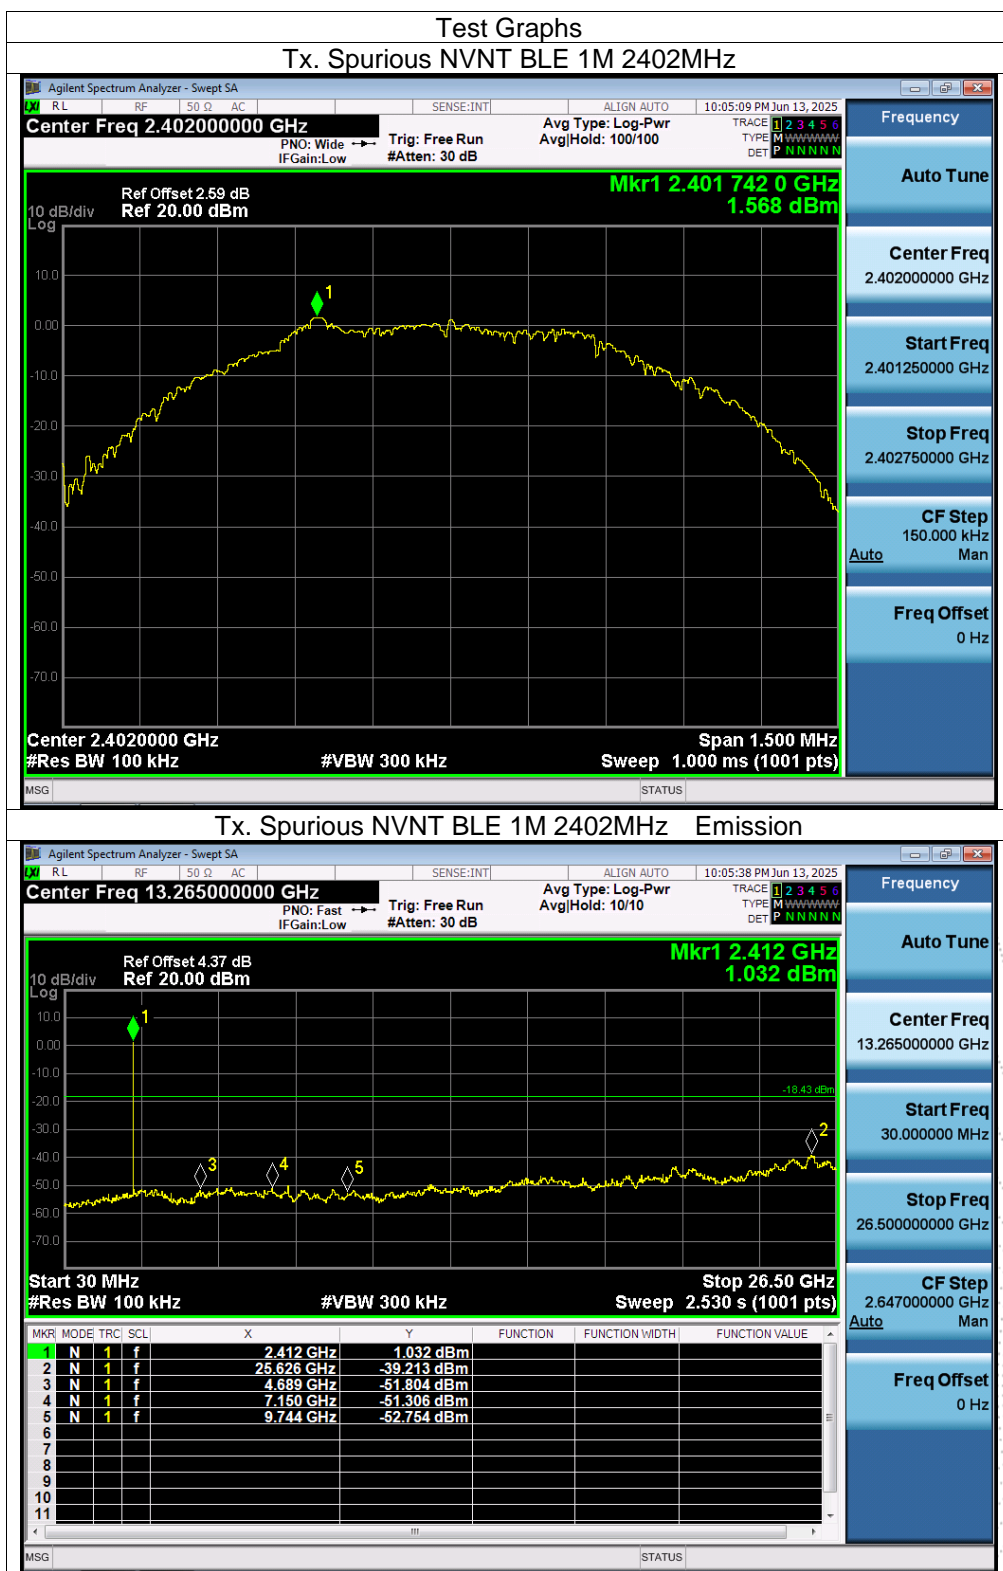 Test Graphs
Tx. Spurious NVNT BLE 1M 2402MHz
Agilent Spectrum Analyzer - Swept SA
LXI RL RF 50 Ω AC SENSE:INT ALIGN AUTO 10:05:09 PM Jun 13, 2025
Center Freq 2.402000000 GHz Avg Type: Log-Pwr TRACE 1 2 3 4 5 6
PNO: Wide Trig: Free Run Avg|Hold: 100/100 TYPE M WWWWW
IFGain:Low #Atten: 30 dB DET P N N N N N
Frequency
Auto Tune
Center Freq
2.402000000 GHz
Start Freq
2.401250000 GHz
Stop Freq
2.402750000 GHz
CF Step
150.000 kHz
Auto Man
Freq Offset
0 Hz
Mkr1 2.401 742 0 GHz
1.568 dBm
Ref Offset 2.59 dB
10 dB/div Ref 20.00 dBm
Log
10.0
1
0.00
-10.0
-20.0
-30.0
-40.0
-50.0
-60.0
-70.0
Center 2.4020000 GHz Span 1.500 MHz
#Res BW 100 kHz #VBW 300 kHz Sweep 1.000 ms (1001 pts)
MSG STATUS
Tx. Spurious NVNT BLE 1M 2402MHz Emission
Agilent Spectrum Analyzer - Swept SA
LXI RL RF 50 Ω AC SENSE:INT ALIGN AUTO 10:05:38 PM Jun 13, 2025
Center Freq 13.265000000 GHz Avg Type: Log-Pwr TRACE 1 2 3 4 5 6
PNO: Fast Trig: Free Run Avg|Hold: 10/10 TYPE M WWWWW
IFGain:Low #Atten: 30 dB DET P N N N N N
Frequency
Auto Tune
Center Freq
13.265000000 GHz
Start Freq
30.000000 MHz
Stop Freq
26.500000000 GHz
CF Step
2.647000000 GHz
Auto Man
Freq Offset
0 Hz
Mkr1 2.412 GHz
1.032 dBm
Ref Offset 4.37 dB
10 dB/div Ref 20.00 dBm
Log
10.0
1
0.00
-10.0
-18.43 dBm
-20.0
-30.0
2
-40.0
3 4 5
-50.0
-60.0
-70.0
Start 30 MHz Stop 26.50 GHz
#Res BW 100 kHz #VBW 300 kHz Sweep 2.530 s (1001 pts)
MKR MODE TRC SCL X Y FUNCTION FUNCTION WIDTH FUNCTION VALUE
1 N 1 f 2.412 GHz 1.032 dBm
2 N 1 f 25.626 GHz -39.213 dBm
3 N 1 f 4.689 GHz -51.804 dBm
4 N 1 f 7.150 GHz -51.306 dBm
5 N 1 f 9.744 GHz -52.754 dBm
6
7
8
9
10
11
MSG STATUS